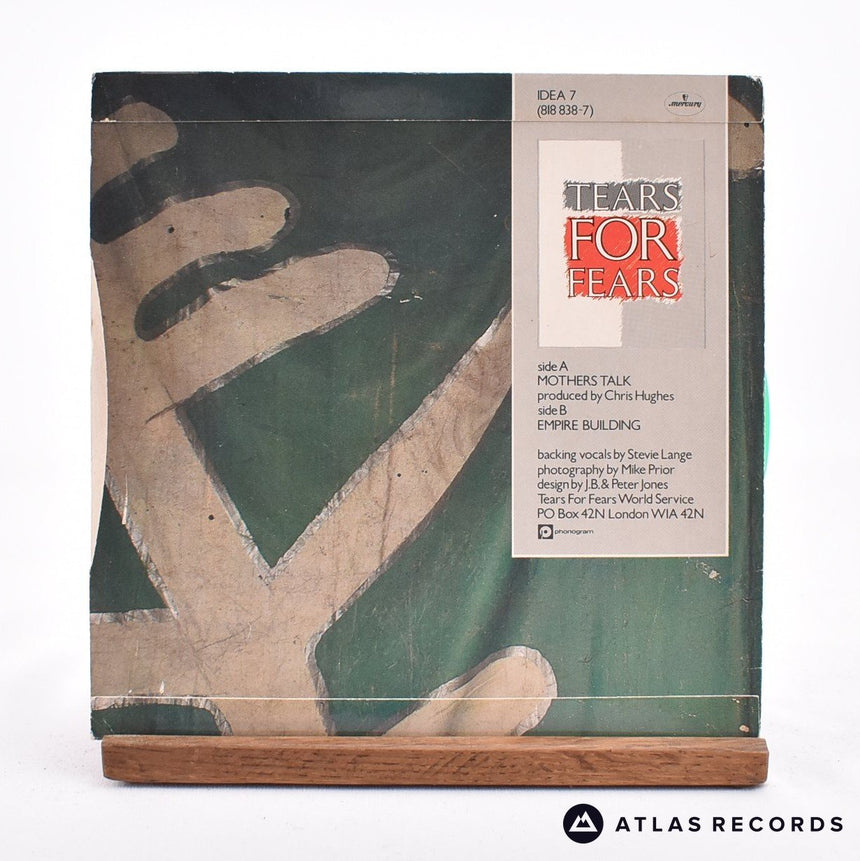 IDEA 7
(818 838-7)
mercury
TEARS
FOR
FEARS
side A
MOTHERS TALK
produced by Chris Hughes
side B
EMPIRE BUILDING
backing vocals by Stevie Lange
photography by Mike Prior
design by J.B. & Peter Jones
Tears For Fears World Service
PO Box 42N London W1A 42N
phonogram
ATLAS RECORDS